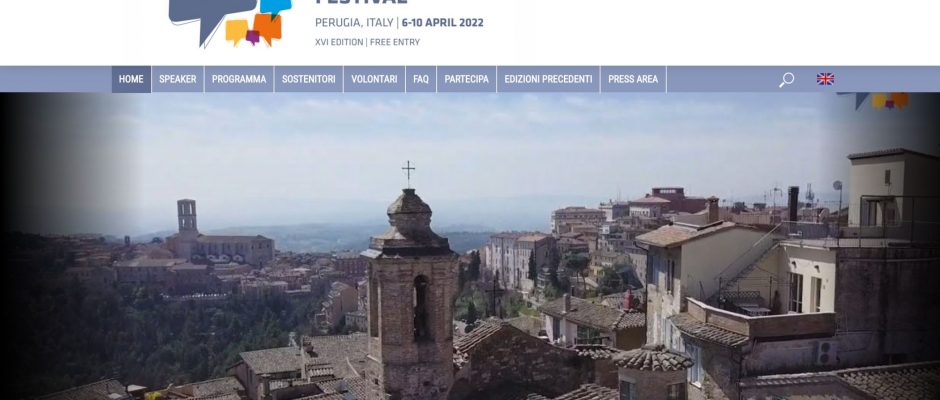 FESTIVAL
PERUGIA, ITALY | 6-10 APRIL 2022
XVI EDITION | FREE ENTRY
HOME SPEAKER PROGRAMMA SOSTENITORI VOLONTARI FAQ PARTECIPA EDIZIONI PRECEDENTI PRESS AREA